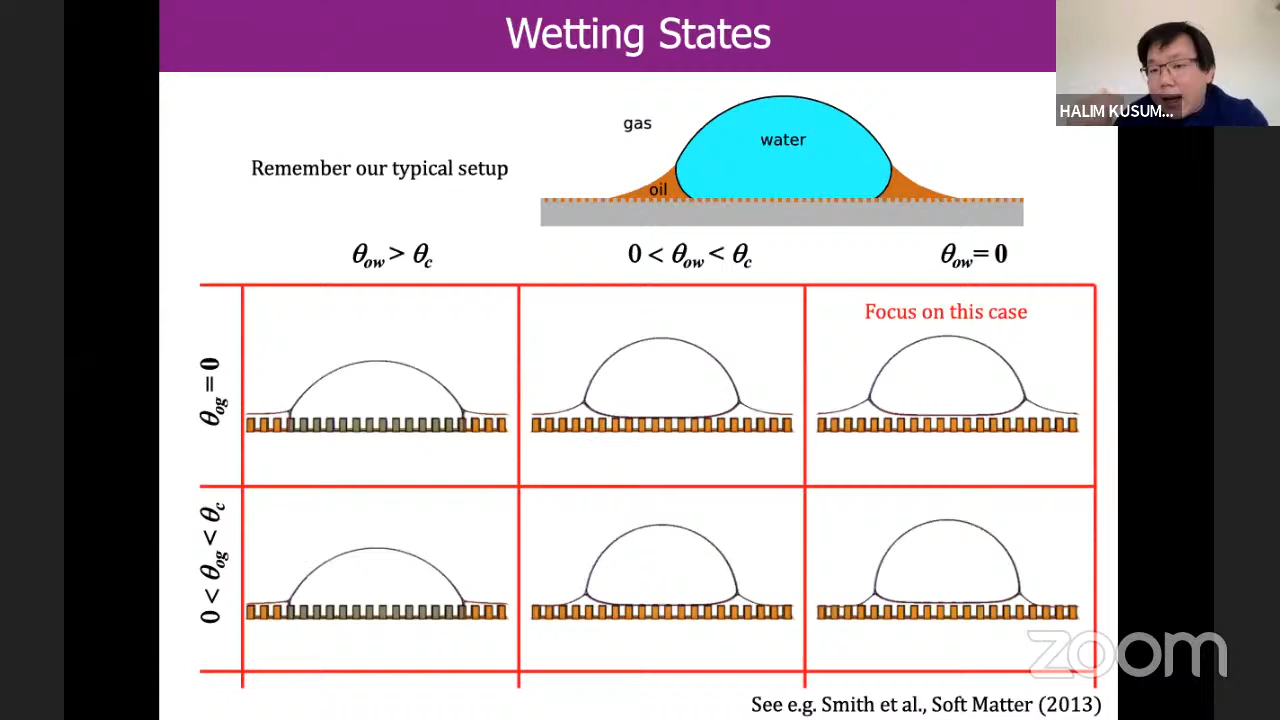 Wetting States
HALIM KUSUM...
gas
water
Remember our typical setup
oil
θow > θc
0 < θow < θc
θow = 0
Focus on this case
θog = 0
0 < θog < θc
zoom
See e.g. Smith et al., Soft Matter (2013)